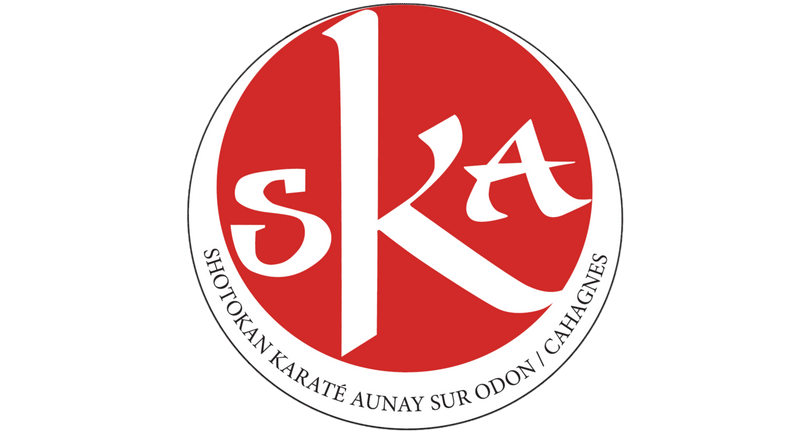 SKA
SHOTOKAN KARATÉ AUNAY SUR ODON / CAHAGNES